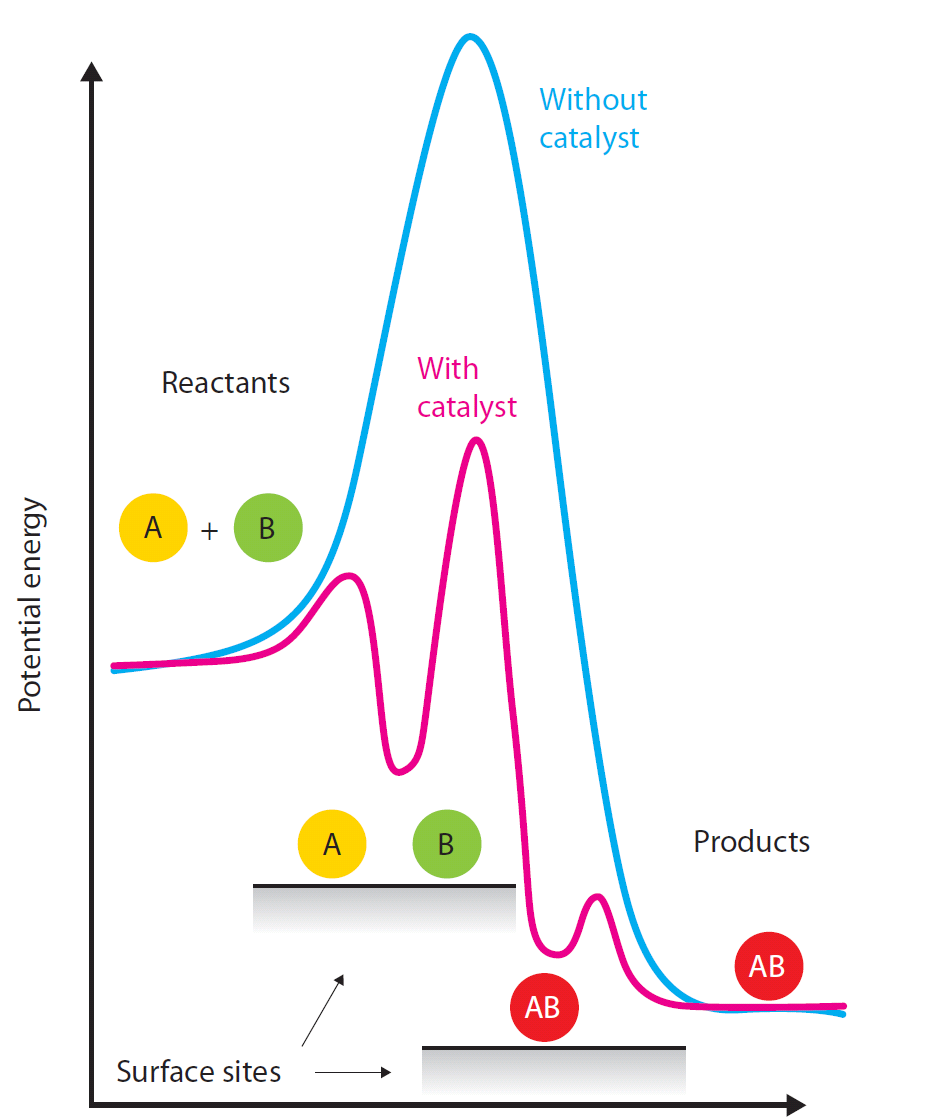 Without
catalyst
With
catalyst
Reactants
A + B
Potential energy
A B
Products
AB
AB
Surface sites